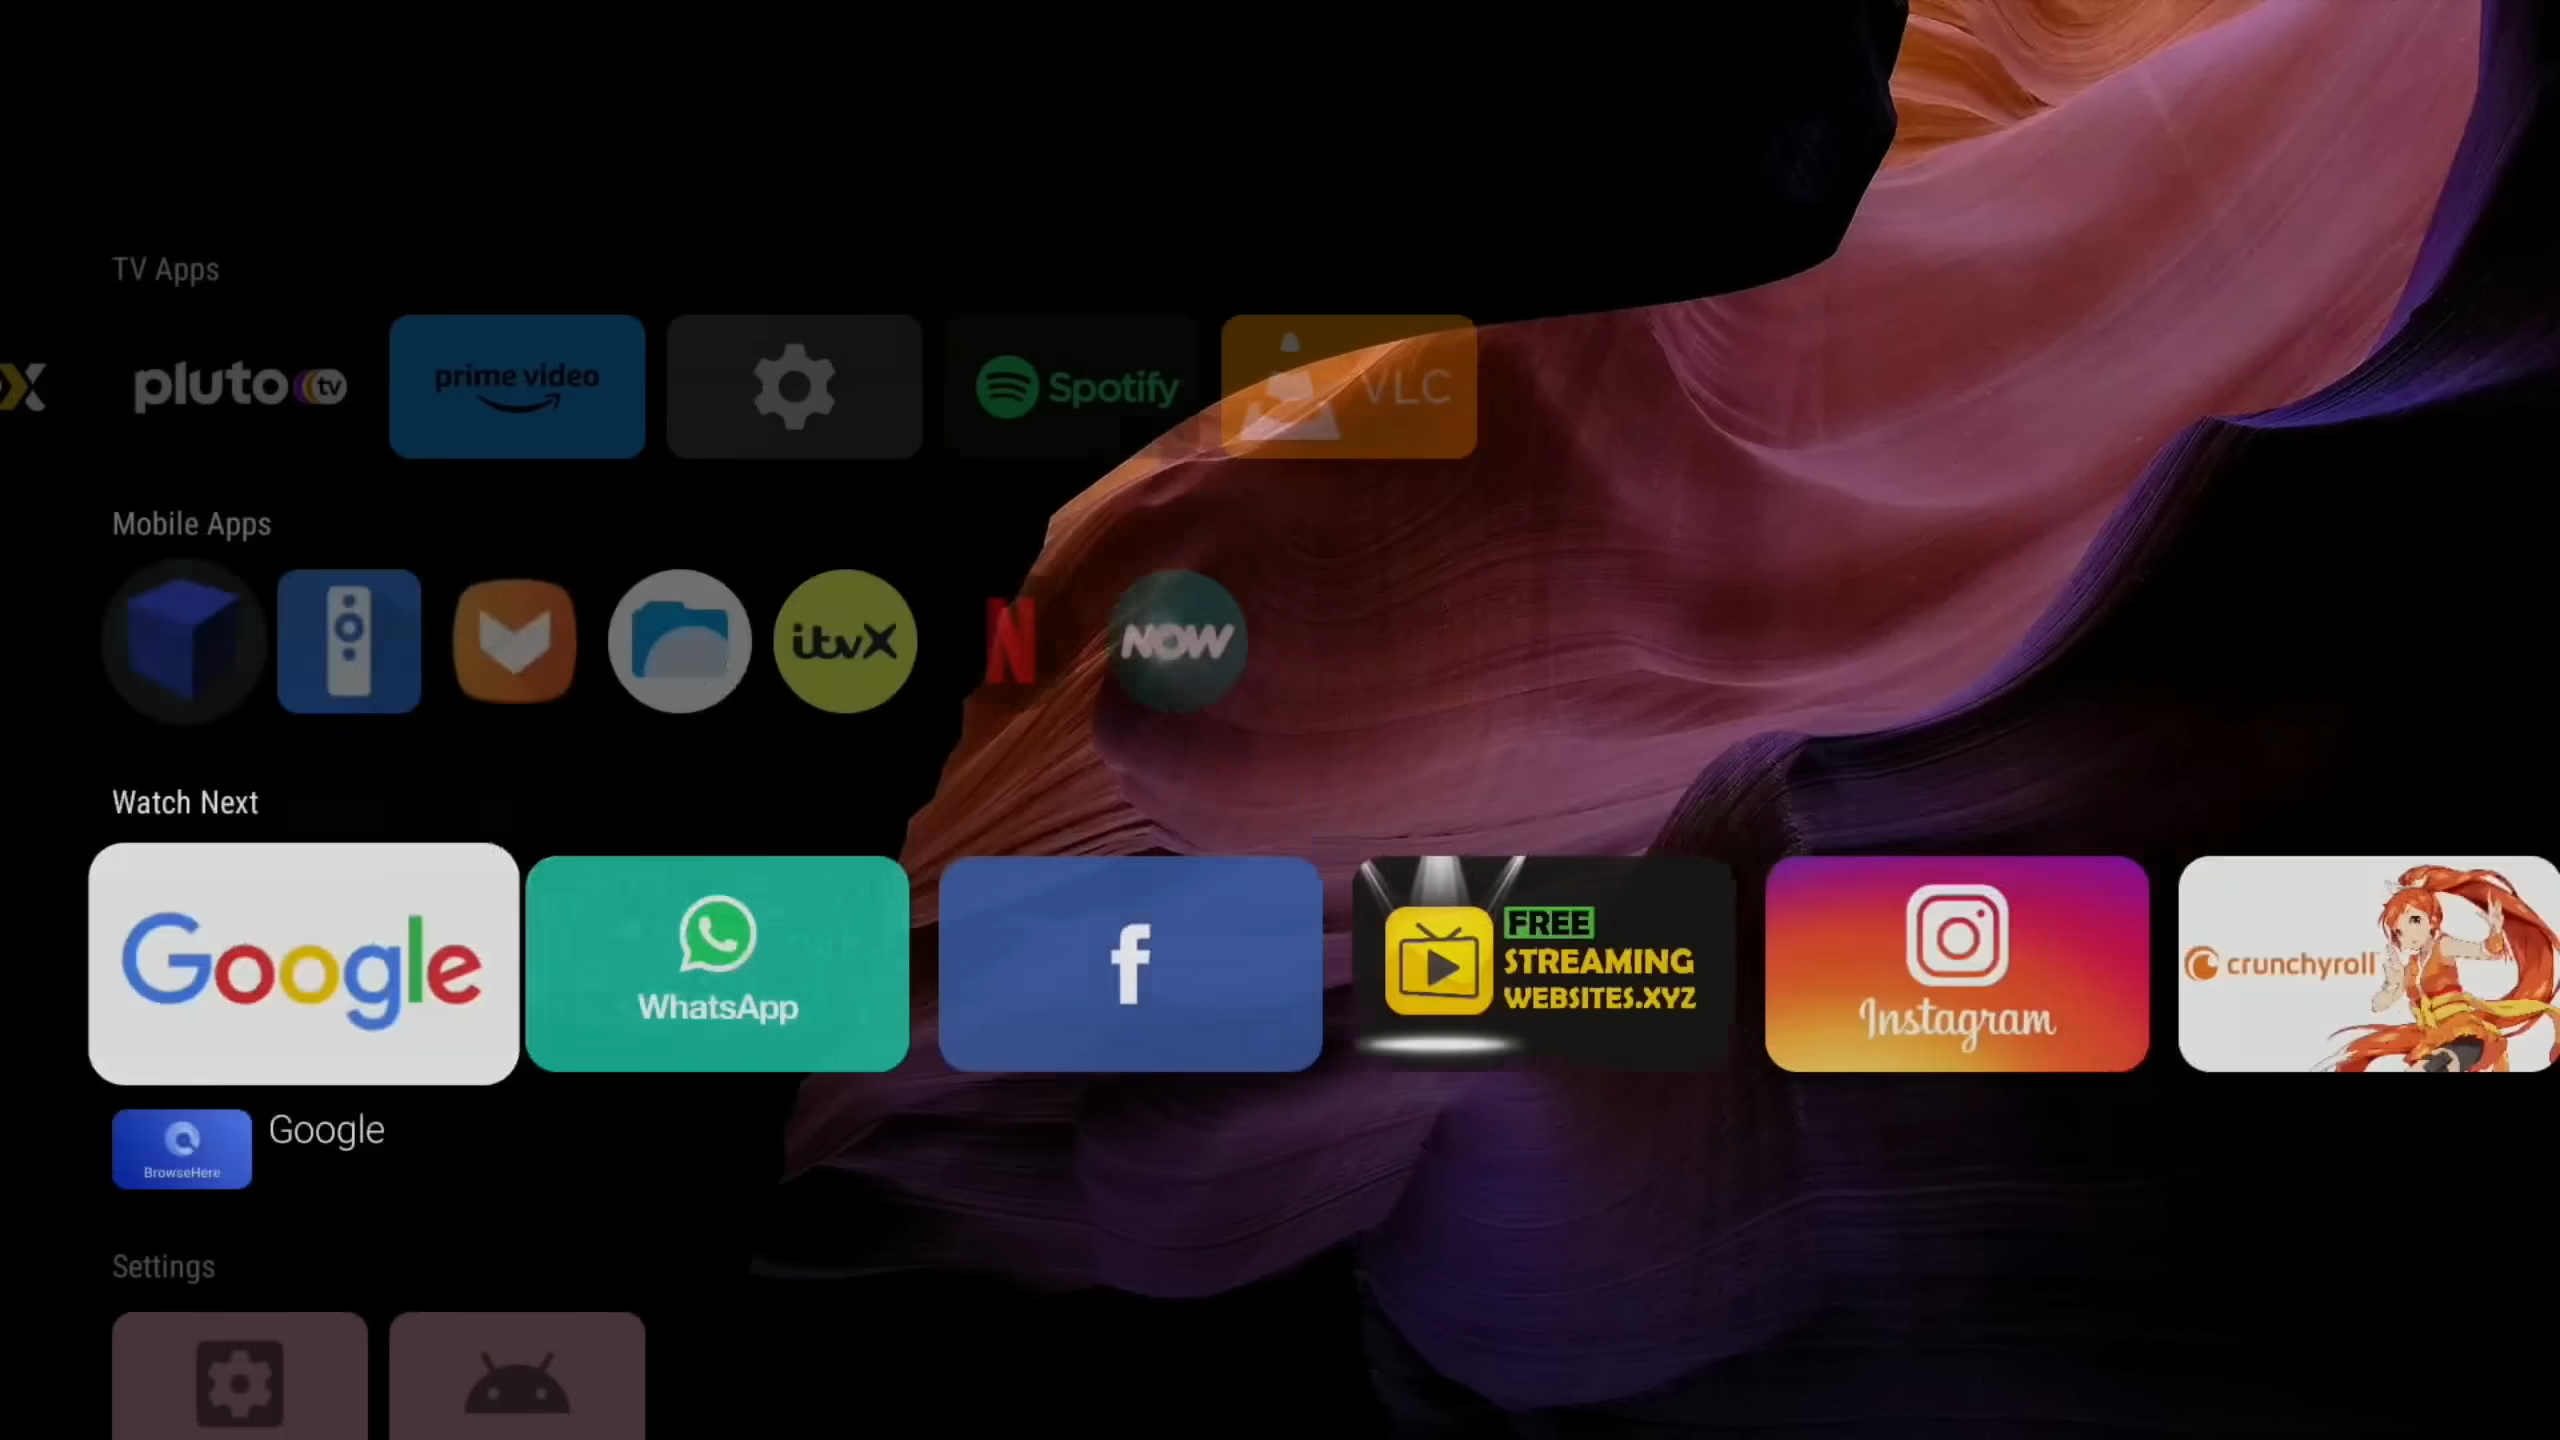 TV Apps
X
pluto tv
prime video
Spotify
VLC
Mobile Apps
itvX
N
NOW
Watch Next
Google
WhatsApp
f
FREE
STREAMING
WEBSITES.XYZ
Instagram
crunchyroll
BrowseHere
Google
Settings